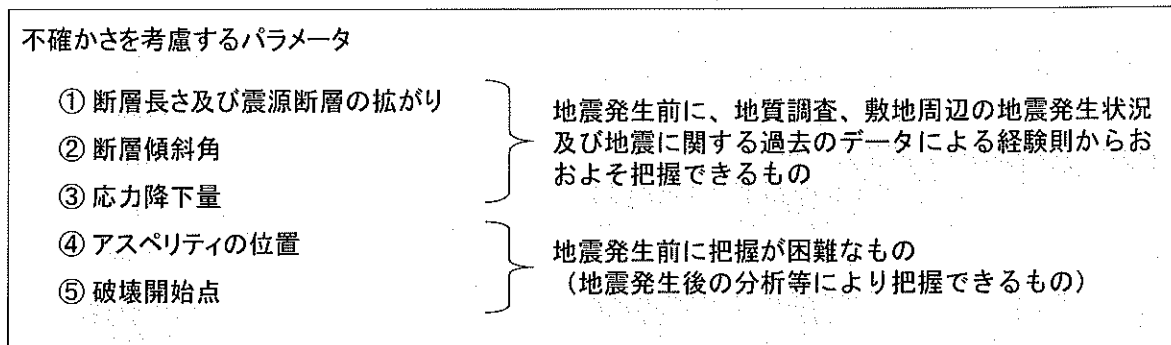 不確かさを考慮するパラメータ
① 断層長さ及び震源断層の拡がり
② 断層傾斜角
③ 応力降下量
地震発生前に、地質調査、敷地周辺の地震発生状況
及び地震に関する過去のデータによる経験則からお
およそ把握できるもの
④ アスペリティの位置
⑤ 破壊開始点
地震発生前に把握が困難なもの
（地震発生後の分析等により把握できるもの）